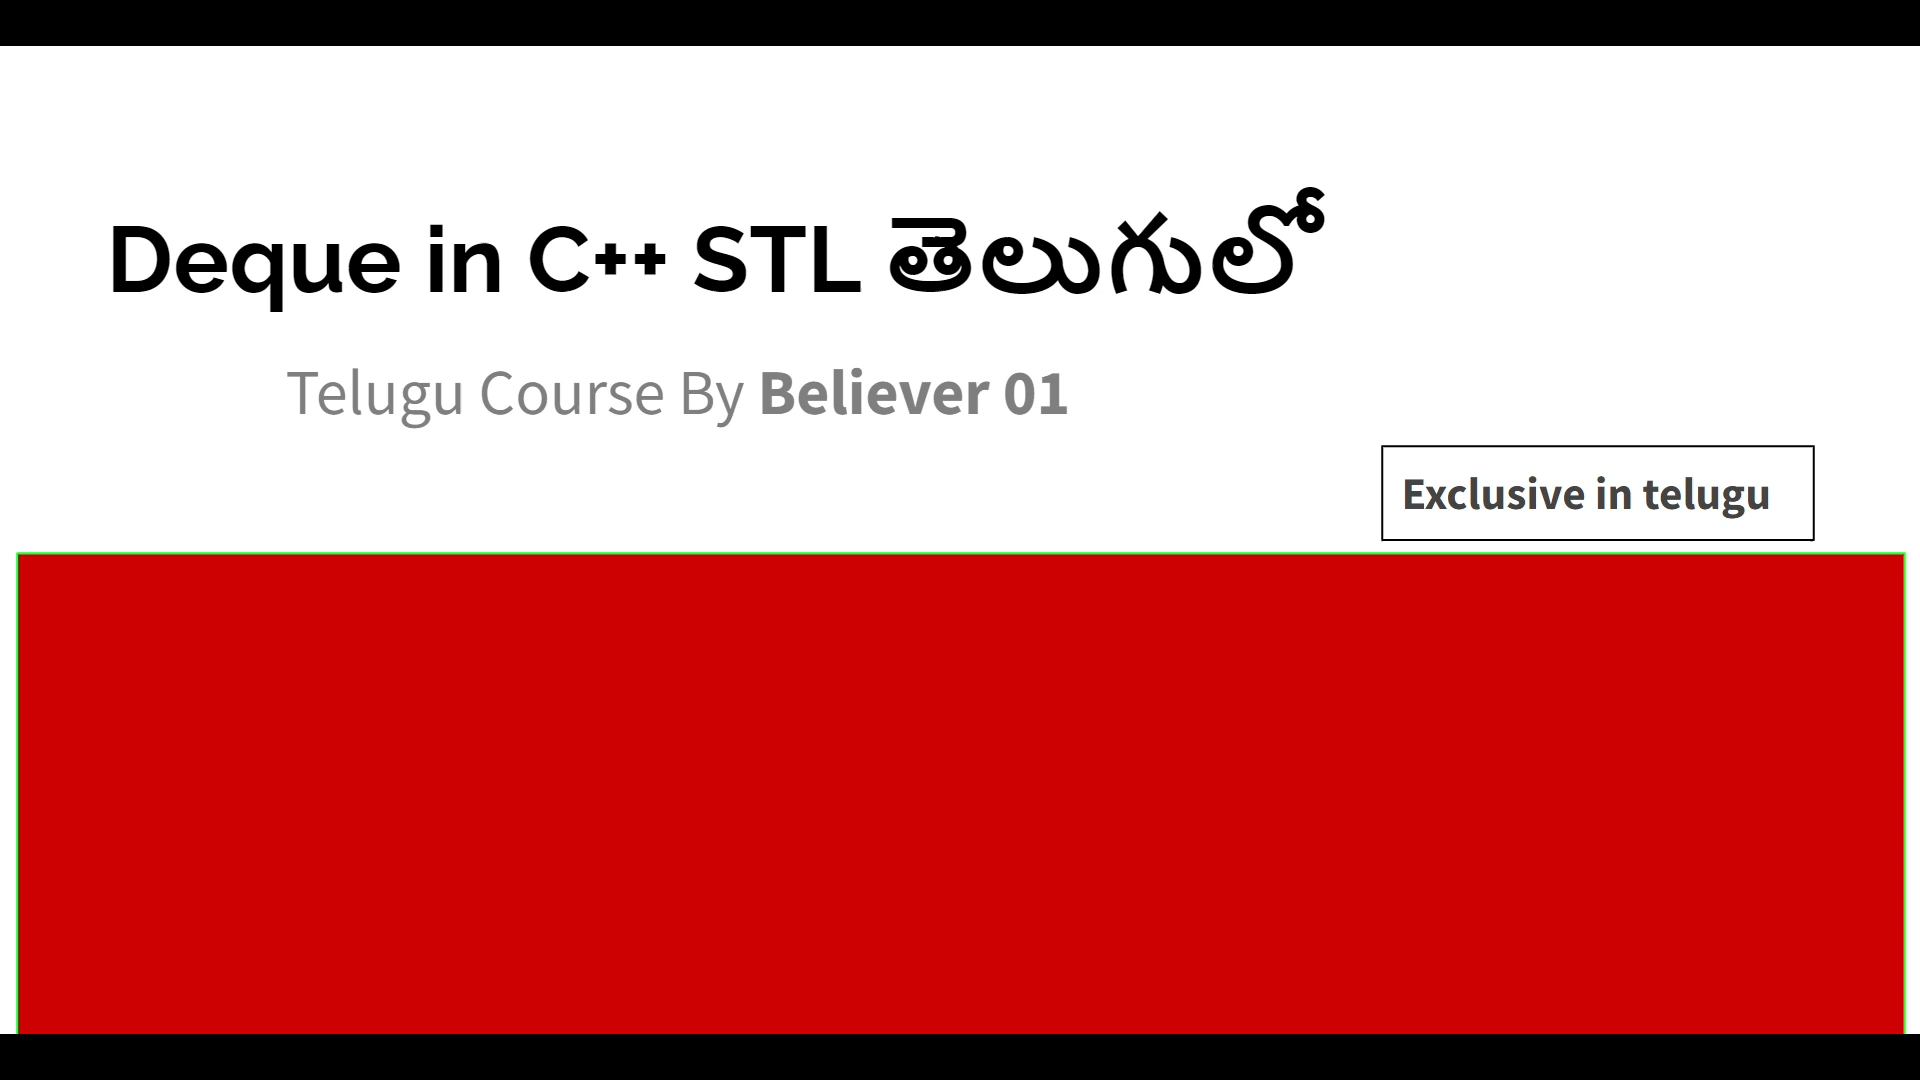 Deque in C++ STL తెలుగులో
Telugu Course By Believer 01
Exclusive in telugu